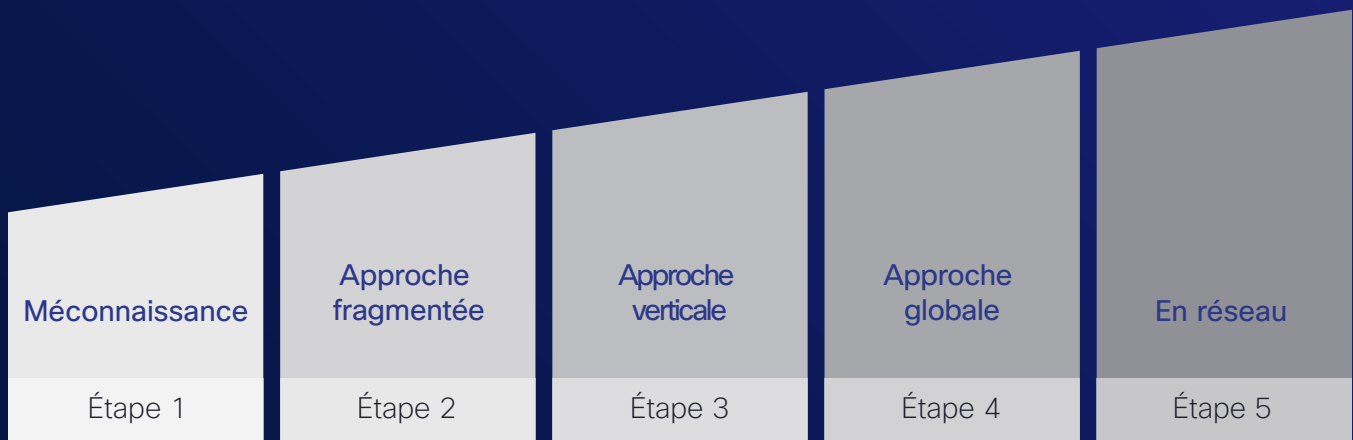 Méconnaissance
Étape 1
Approche
fragmentée
Étape 2
Approche
verticale
Étape 3
Approche
globale
Étape 4
En réseau
Étape 5